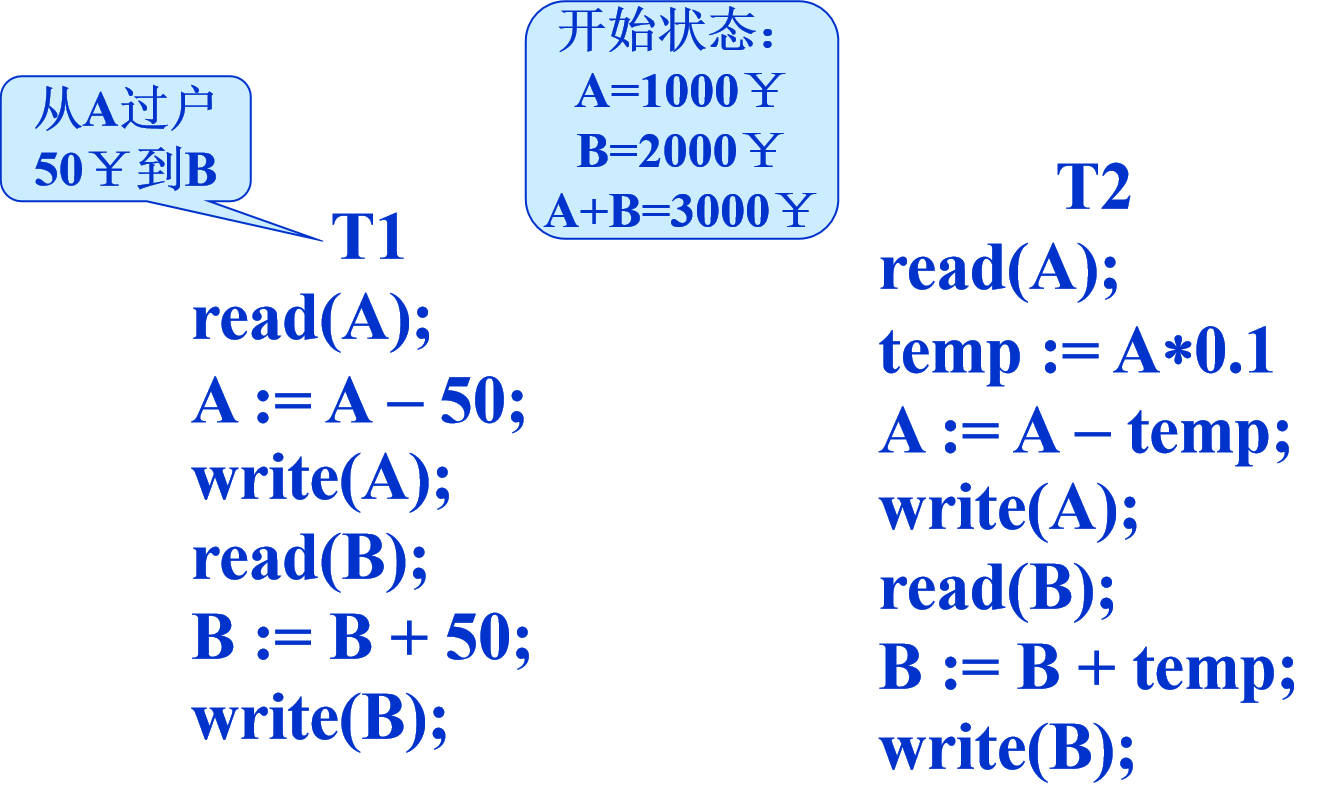 开始状态：
A=1000￥
B=2000￥
A+B=3000￥
从A过户
50￥到B
T1
read(A);
A := A – 50;
write(A);
read(B);
B := B + 50;
write(B);
T2
read(A);
temp := A*0.1
A := A – temp;
write(A);
read(B);
B := B + temp;
write(B);